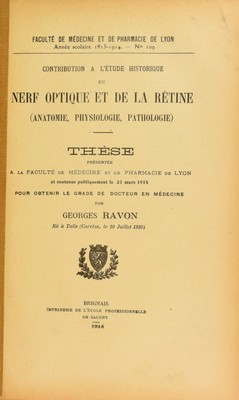 FACULTÉ DE MÉDECINE ET DE PHARMACIE DE LYON
Année scolaire 1913-1914. — No 109
CONTRIBUTION A L'ÉTUDE HISTORIQUE
DU
NERF OPTIQUE ET DE LA RÉTINE
(ANATOMIE, PHYSIOLOGIE, PATHOLOGIE)
THÈSE
PRÉSENTÉE
A LA FACULTÉ DE MÉDECINE ET DE PHARMACIE DE LYON
et soutenue publiquement le 21 mars 1914
POUR OBTENIR LE GRADE DE DOCTEUR EN MÉDECINE
PAR
GEORGES RAVON
Né à Tulle (Corrèze, le 10 Juillet 1889)
BRIGNAIS
IMPRIMERIE DE L'ÉCOLE PROFESSIONNELLE
DE SACUNY
1914